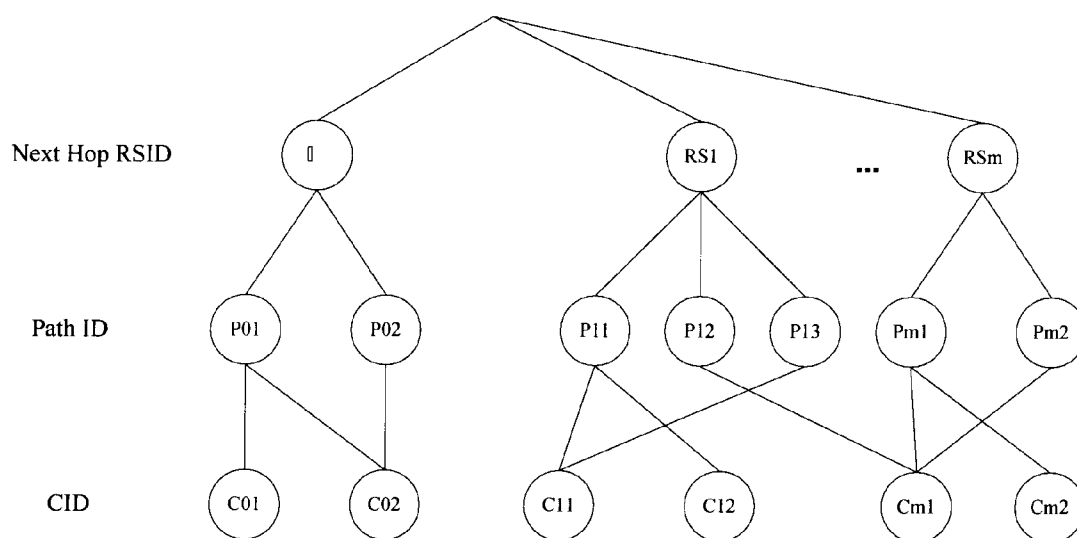 Next Hop RSID
RS1
...
RSm
Path ID
P01
P02
P11
P12
P13
Pm1
Pm2
CID
C01
C02
C11
C12
Cm1
Cm2